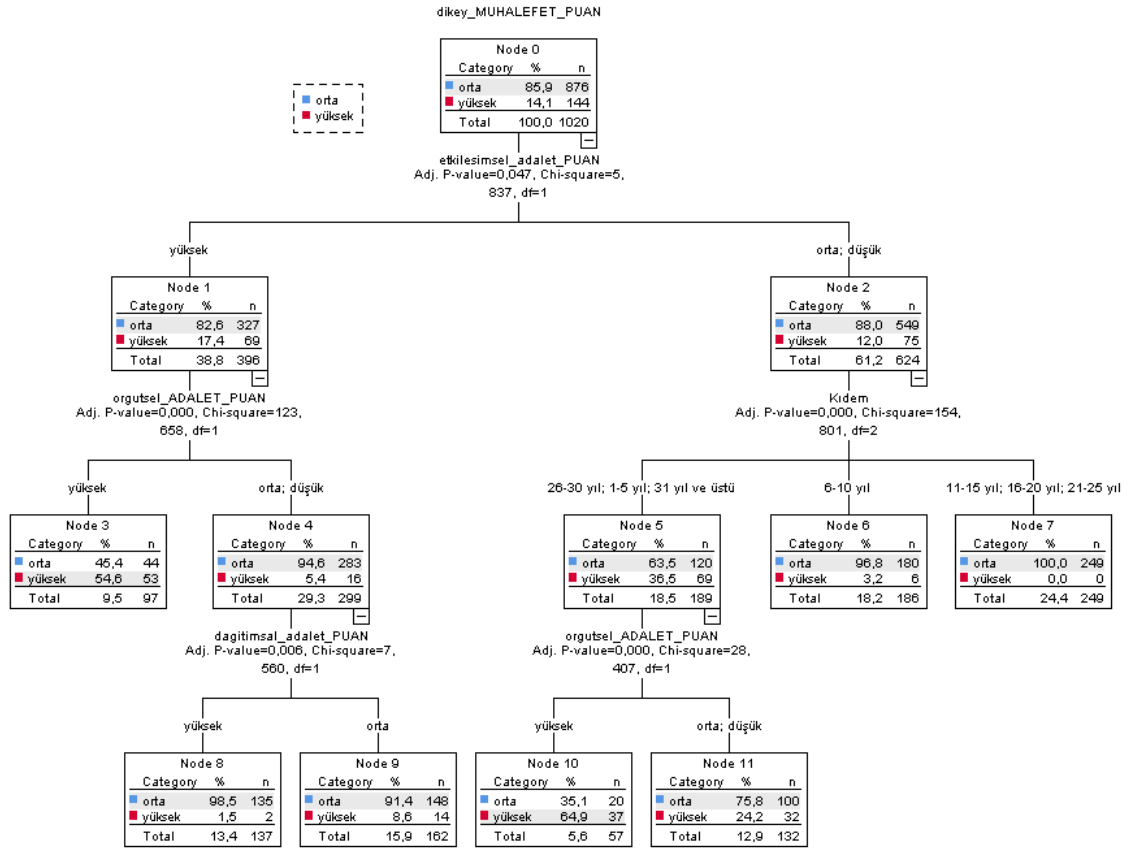 dikey_MUHALEFET_PUAN
Node 0
Category % n
orta 85,9 876
yüksek 14,1 144
Total 100,0 1020
orta
yüksek
etkilesimsel_adalet_PUAN
Adj. P-value=0,047, Chi-square=5,
837, df=1
yüksek
orta; düşük
Node 1
Category % n
orta 82,6 327
yüksek 17,4 69
Total 38,8 396
Node 2
Category % n
orta 88,0 549
yüksek 12,0 75
Total 61,2 624
orgutsel_ADALET_PUAN
Adj. P-value=0,000, Chi-square=123,
658, df=1
Kıdem
Adj. P-value=0,000, Chi-square=154,
801, df=2
yüksek
orta; düşük
26-30 yıl; 1-5 yıl; 31 yıl ve üstü
6-10 yıl
11-15 yıl; 16-20 yıl; 21-25 yıl
Node 3
Category % n
orta 45,4 44
yüksek 54,6 53
Total 9,5 97
Node 4
Category % n
orta 94,6 283
yüksek 5,4 16
Total 29,3 299
Node 5
Category % n
orta 63,5 120
yüksek 36,5 69
Total 18,5 189
Node 6
Category % n
orta 96,8 180
yüksek 3,2 6
Total 18,2 186
Node 7
Category % n
orta 100,0 249
yüksek 0,0 0
Total 24,4 249
dagitimsal_adalet_PUAN
Adj. P-value=0,006, Chi-square=7,
560, df=1
orgutsel_ADALET_PUAN
Adj. P-value=0,000, Chi-square=28,
407, df=1
yüksek
orta
yüksek
orta; düşük
Node 8
Category % n
orta 98,5 135
yüksek 1,5 2
Total 13,4 137
Node 9
Category % n
orta 91,4 148
yüksek 8,6 14
Total 15,9 162
Node 10
Category % n
orta 35,1 20
yüksek 64,9 37
Total 5,6 57
Node 11
Category % n
orta 75,8 100
yüksek 24,2 32
Total 12,9 132